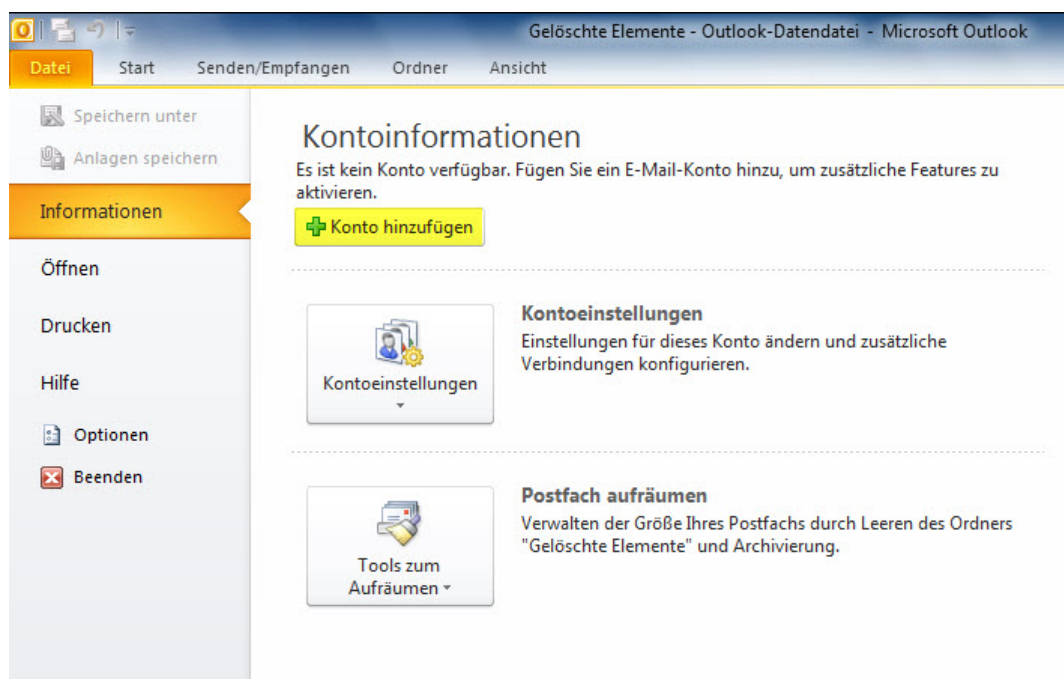 Gelöschte Elemente - Outlook-Datendatei - Microsoft Outlook
Datei Start Senden/Empfangen Ordner Ansicht
Speichern unter
Anlagen speichern
Informationen
Öffnen
Drucken
Hilfe
Optionen
Beenden
Kontoinformationen
Es ist kein Konto verfügbar. Fügen Sie ein E-Mail-Konto hinzu, um zusätzliche Features zu
aktivieren.
Konto hinzufügen
Kontoeinstellungen
Kontoeinstellungen
Einstellungen für dieses Konto ändern und zusätzliche
Verbindungen konfigurieren.
Tools zum
Aufräumen
Postfach aufräumen
Verwalten der Größe Ihres Postfachs durch Leeren des Ordners
"Gelöschte Elemente" und Archivierung.